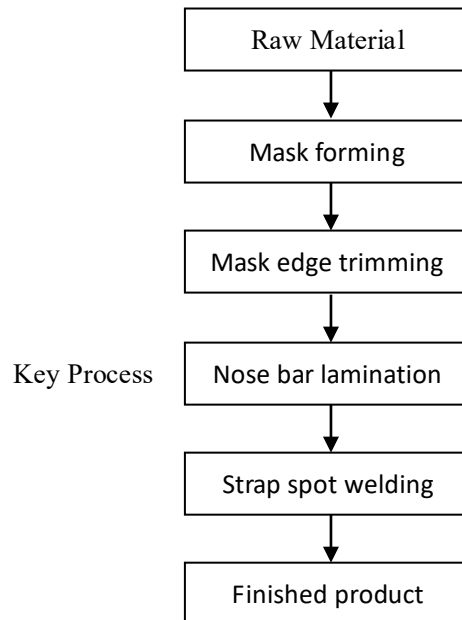 Raw Material
Mask forming
Mask edge trimming
Key Process
Nose bar lamination
Strap spot welding
Finished product